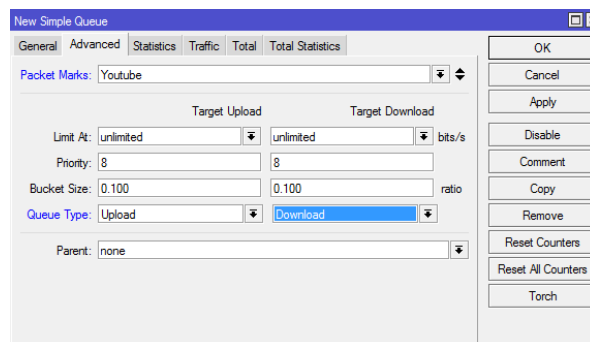 New Simple Queue
General Advanced Statistics Traffic Total Total Statistics
Packet Marks: Youtube
Target Upload Target Download
Limit At: unlimited unlimited bits/s
Priority: 8 8
Bucket Size: 0.100 0.100 ratio
Queue Type: Upload Download
Parent: none
OK
Cancel
Apply
Disable
Comment
Copy
Remove
Reset Counters
Reset All Counters
Torch